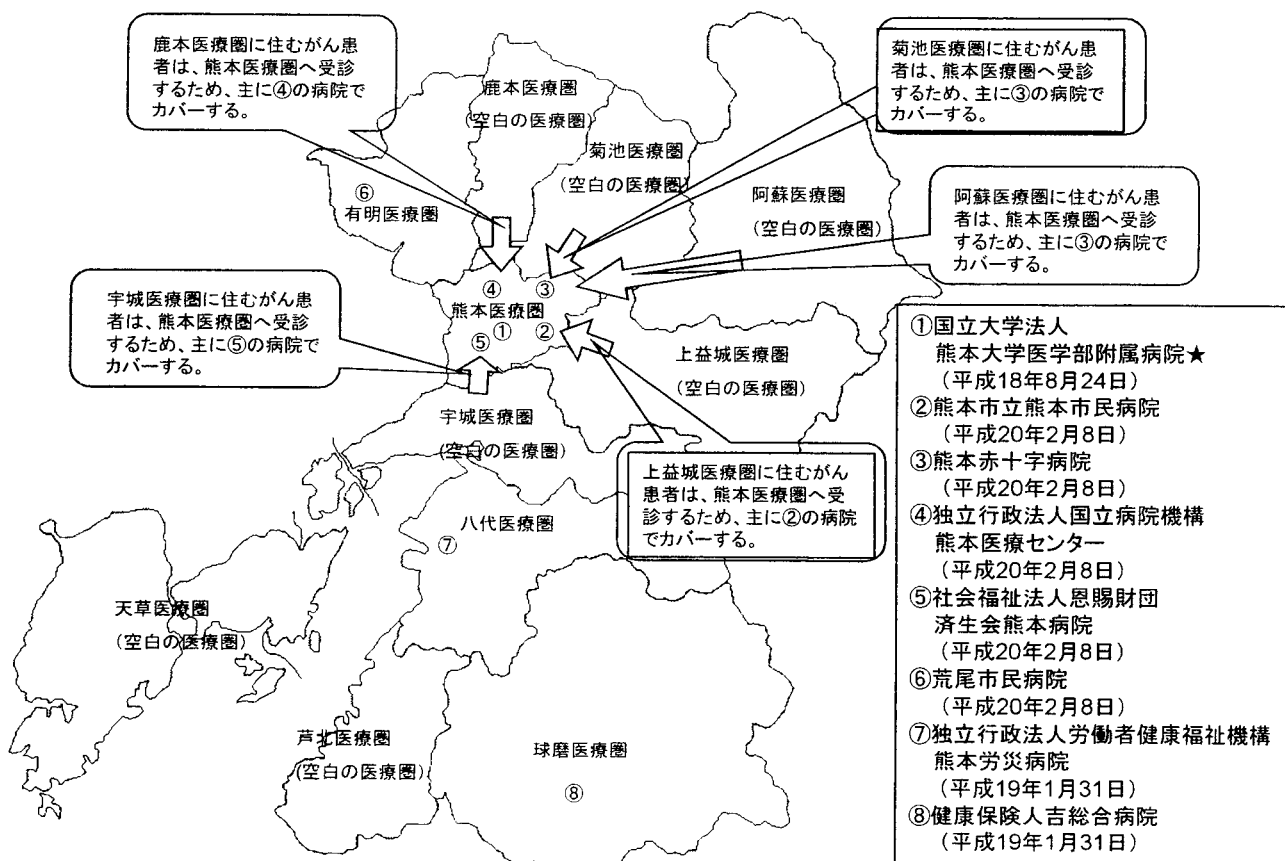 鹿本医療圏に住むがん患
者は、熊本医療圏へ受診
するため、主に④の病院で
カバーする。
菊池医療圏に住むがん患
者は、熊本医療圏へ受診
するため、主に③の病院で
カバーする。
鹿本医療圏
(空白の医療圏)
菊池医療圏
(空白の医療圏)
⑥
有明医療圏
阿蘇医療圏
(空白の医療圏)
阿蘇医療圏に住むがん患
者は、熊本医療圏へ受診
するため、主に③の病院で
カバーする。
宇城医療圏に住むがん患
者は、熊本医療圏へ受診
するため、主に⑤の病院で
カバーする。
④ ③
熊本医療圏
⑤ ① ②
上益城医療圏
(空白の医療圏)
宇城医療圏
(空白の医療圏)
上益城医療圏に住むがん
患者は、熊本医療圏へ受
診するため、主に②の病院
でカバーする。
八代医療圏
⑦
天草医療圏
(空白の医療圏)
芦北医療圏
(空白の医療圏)
球磨医療圏
⑧
①国立大学法人
熊本大学医学部附属病院★
(平成18年8月24日)
②熊本市立熊本市民病院
(平成20年2月8日)
③熊本赤十字病院
(平成20年2月8日)
④独立行政法人国立病院機構
熊本医療センター
(平成20年2月8日)
⑤社会福祉法人恩賜財団
済生会熊本病院
(平成20年2月8日)
⑥荒尾市民病院
(平成20年2月8日)
⑦独立行政法人労働者健康福祉機構
熊本労災病院
(平成19年1月31日)
⑧健康保険人吉総合病院
(平成19年1月31日)